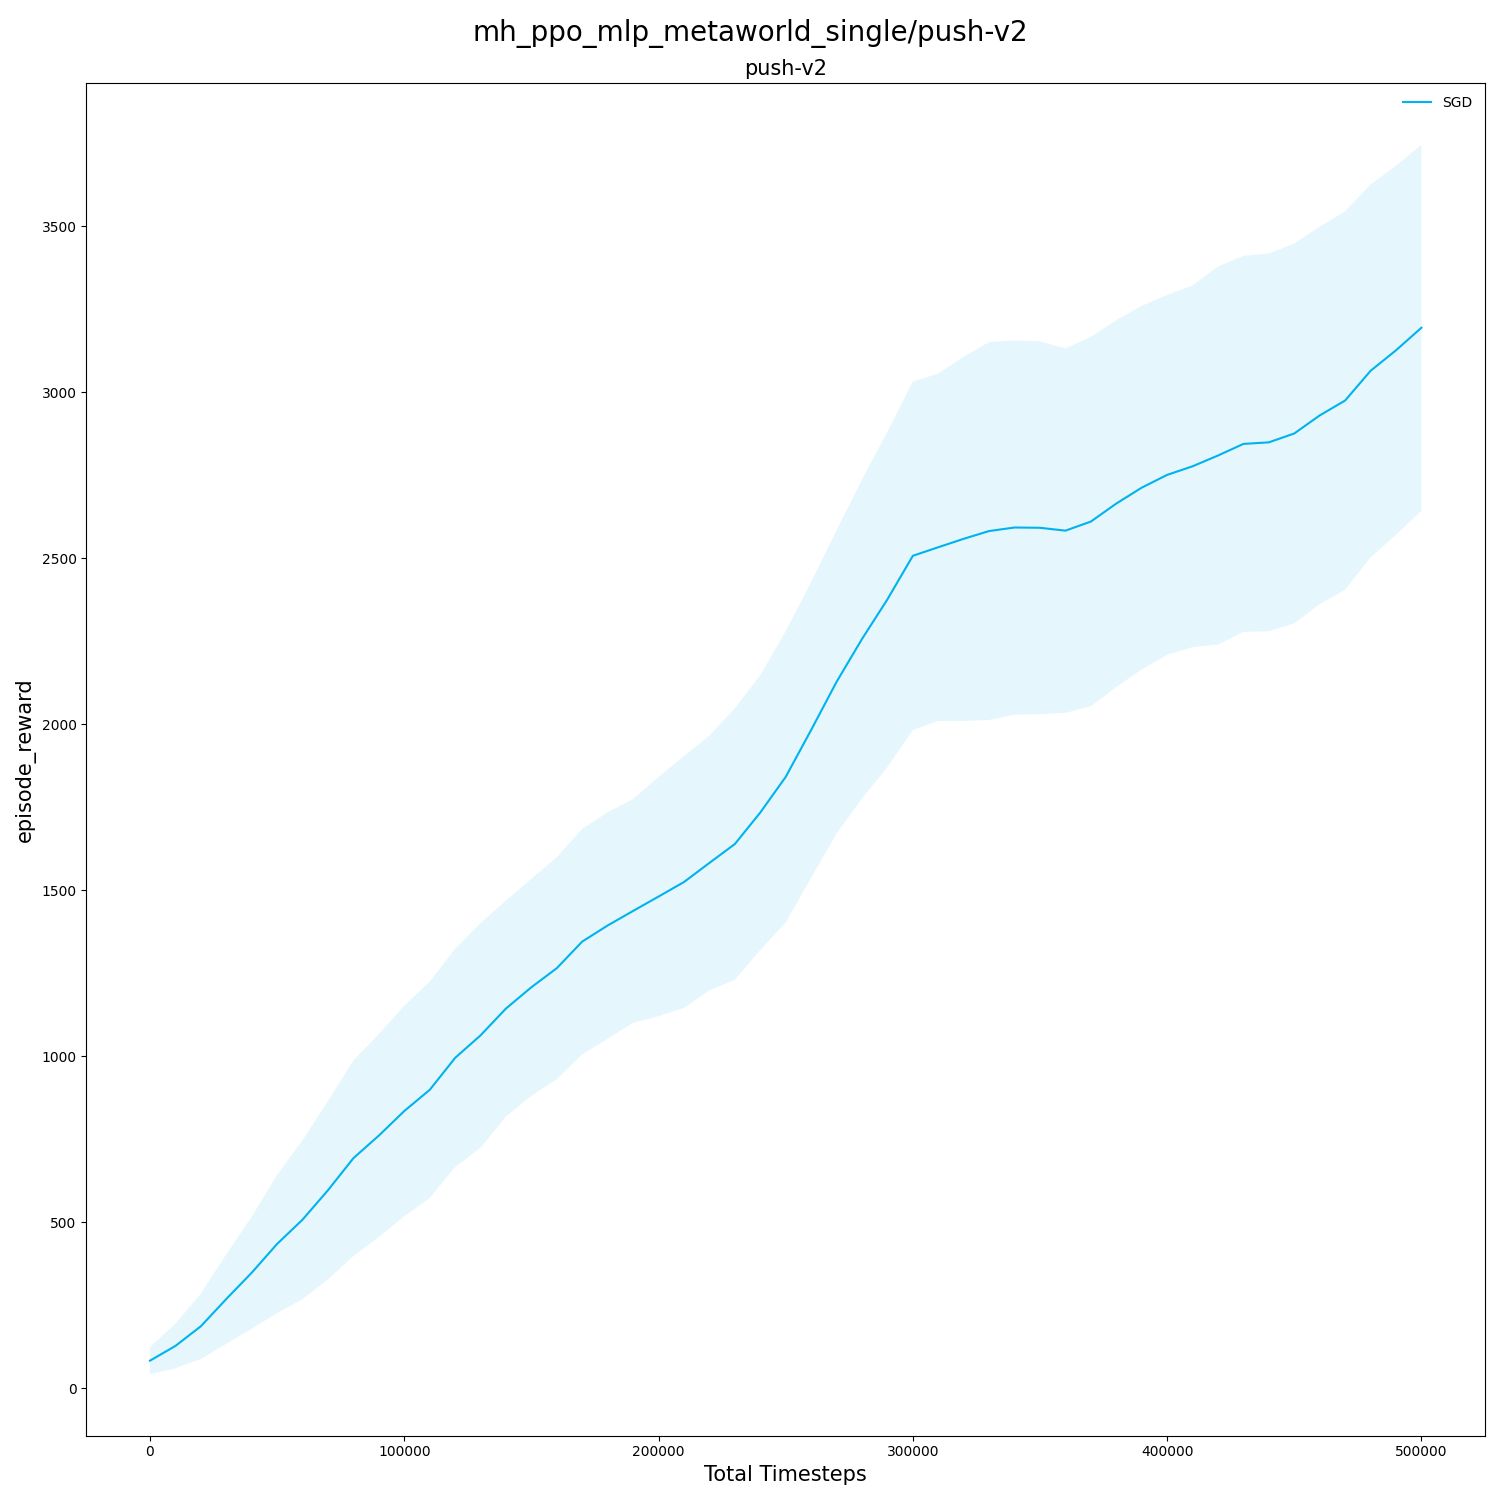 mh_ppo_mlp_metaworld_single/push-v2
push-v2
SGD
3500
3000
2500
2000
1500
1000
500
0
episode_reward
0 100000 200000 300000 400000 500000
Total Timesteps